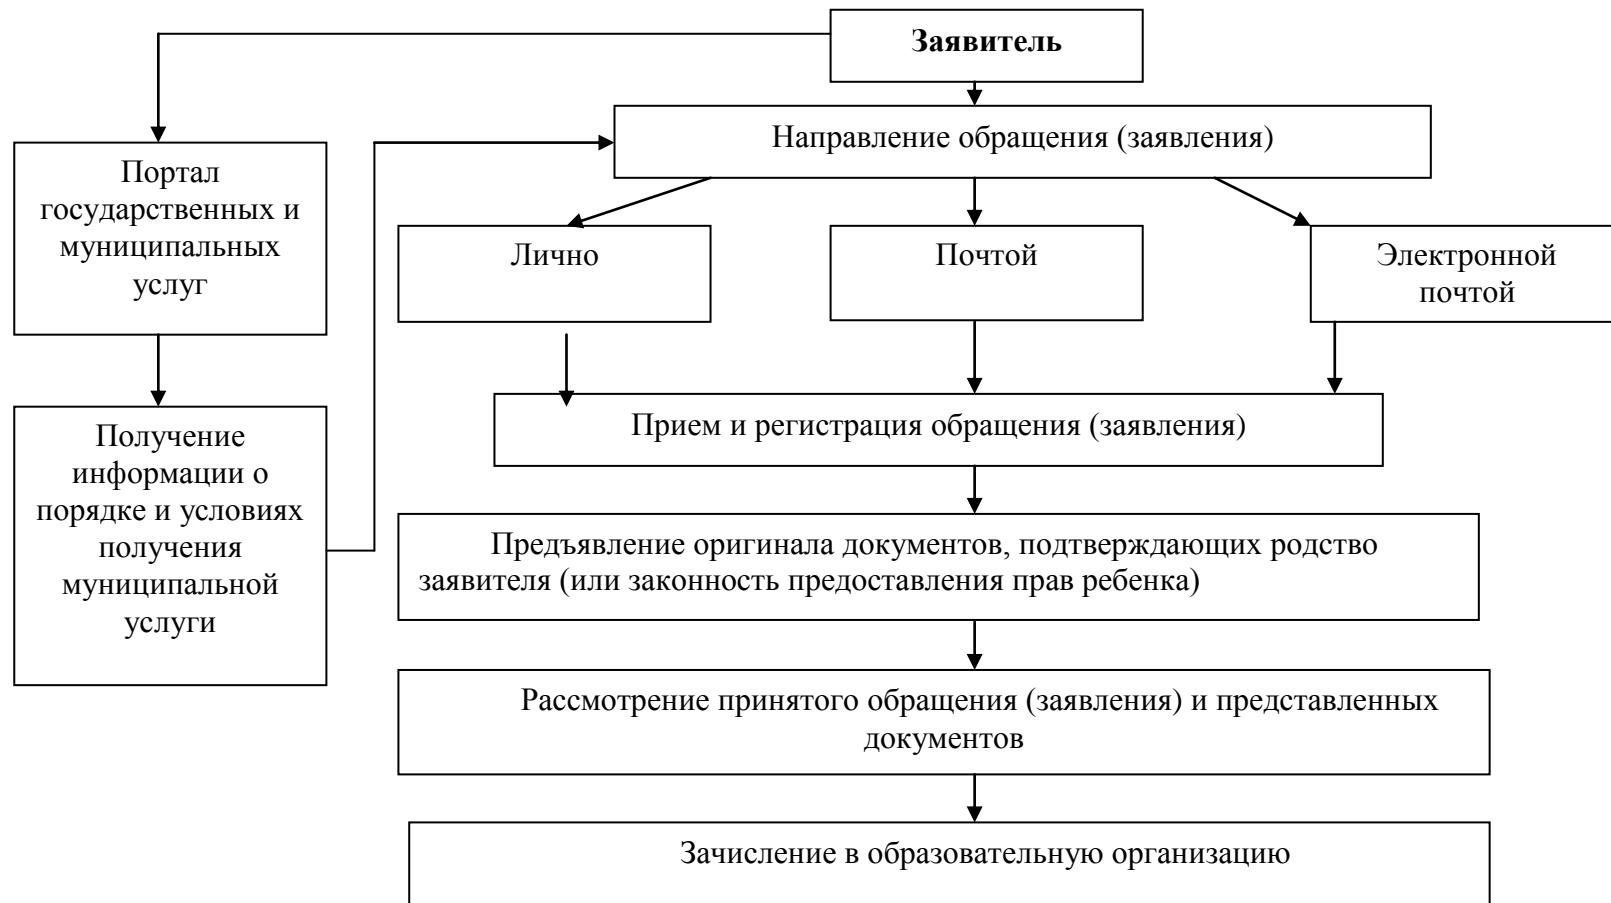 Заявитель
Направление обращения (заявления)
Портал
государственных и
муниципальных
услуг
Лично
Почтой
Электронной
почтой
Получение
информации о
порядке и условиях
получения
муниципальной
услуги
Прием и регистрация обращения (заявления)
Предъявление оригинала документов, подтверждающих родство
заявителя (или законность предоставления прав ребенка)
Рассмотрение принятого обращения (заявления) и представленных
документов
Зачисление в образовательную организацию